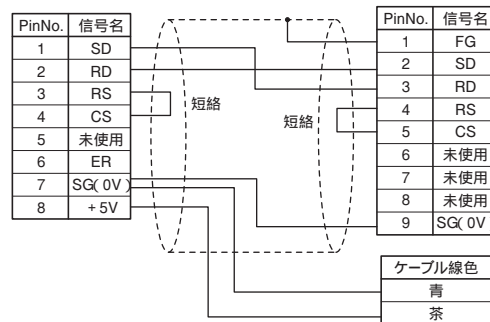 PinNo. 信号名
1 SD
2 RD
3 RS
4 CS
5 未使用
6 ER
7 SG( 0V )
8 +5V
短絡
短絡
PinNo. 信号名
1 FG
2 SD
3 RD
4 RS
5 CS
6 未使用
7 未使用
8 未使用
9 SG( 0V
ケーブル線色
青
茶